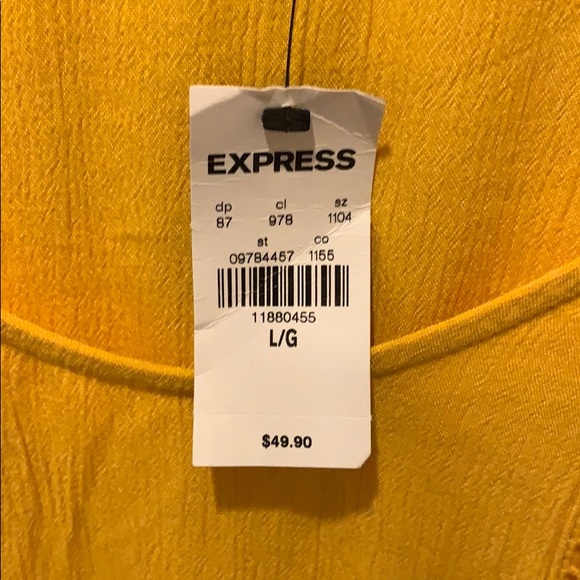 EXPRESS
dp cl sz
87 978 1104
st co
09784457 1155
11880455
L/G
$49.90